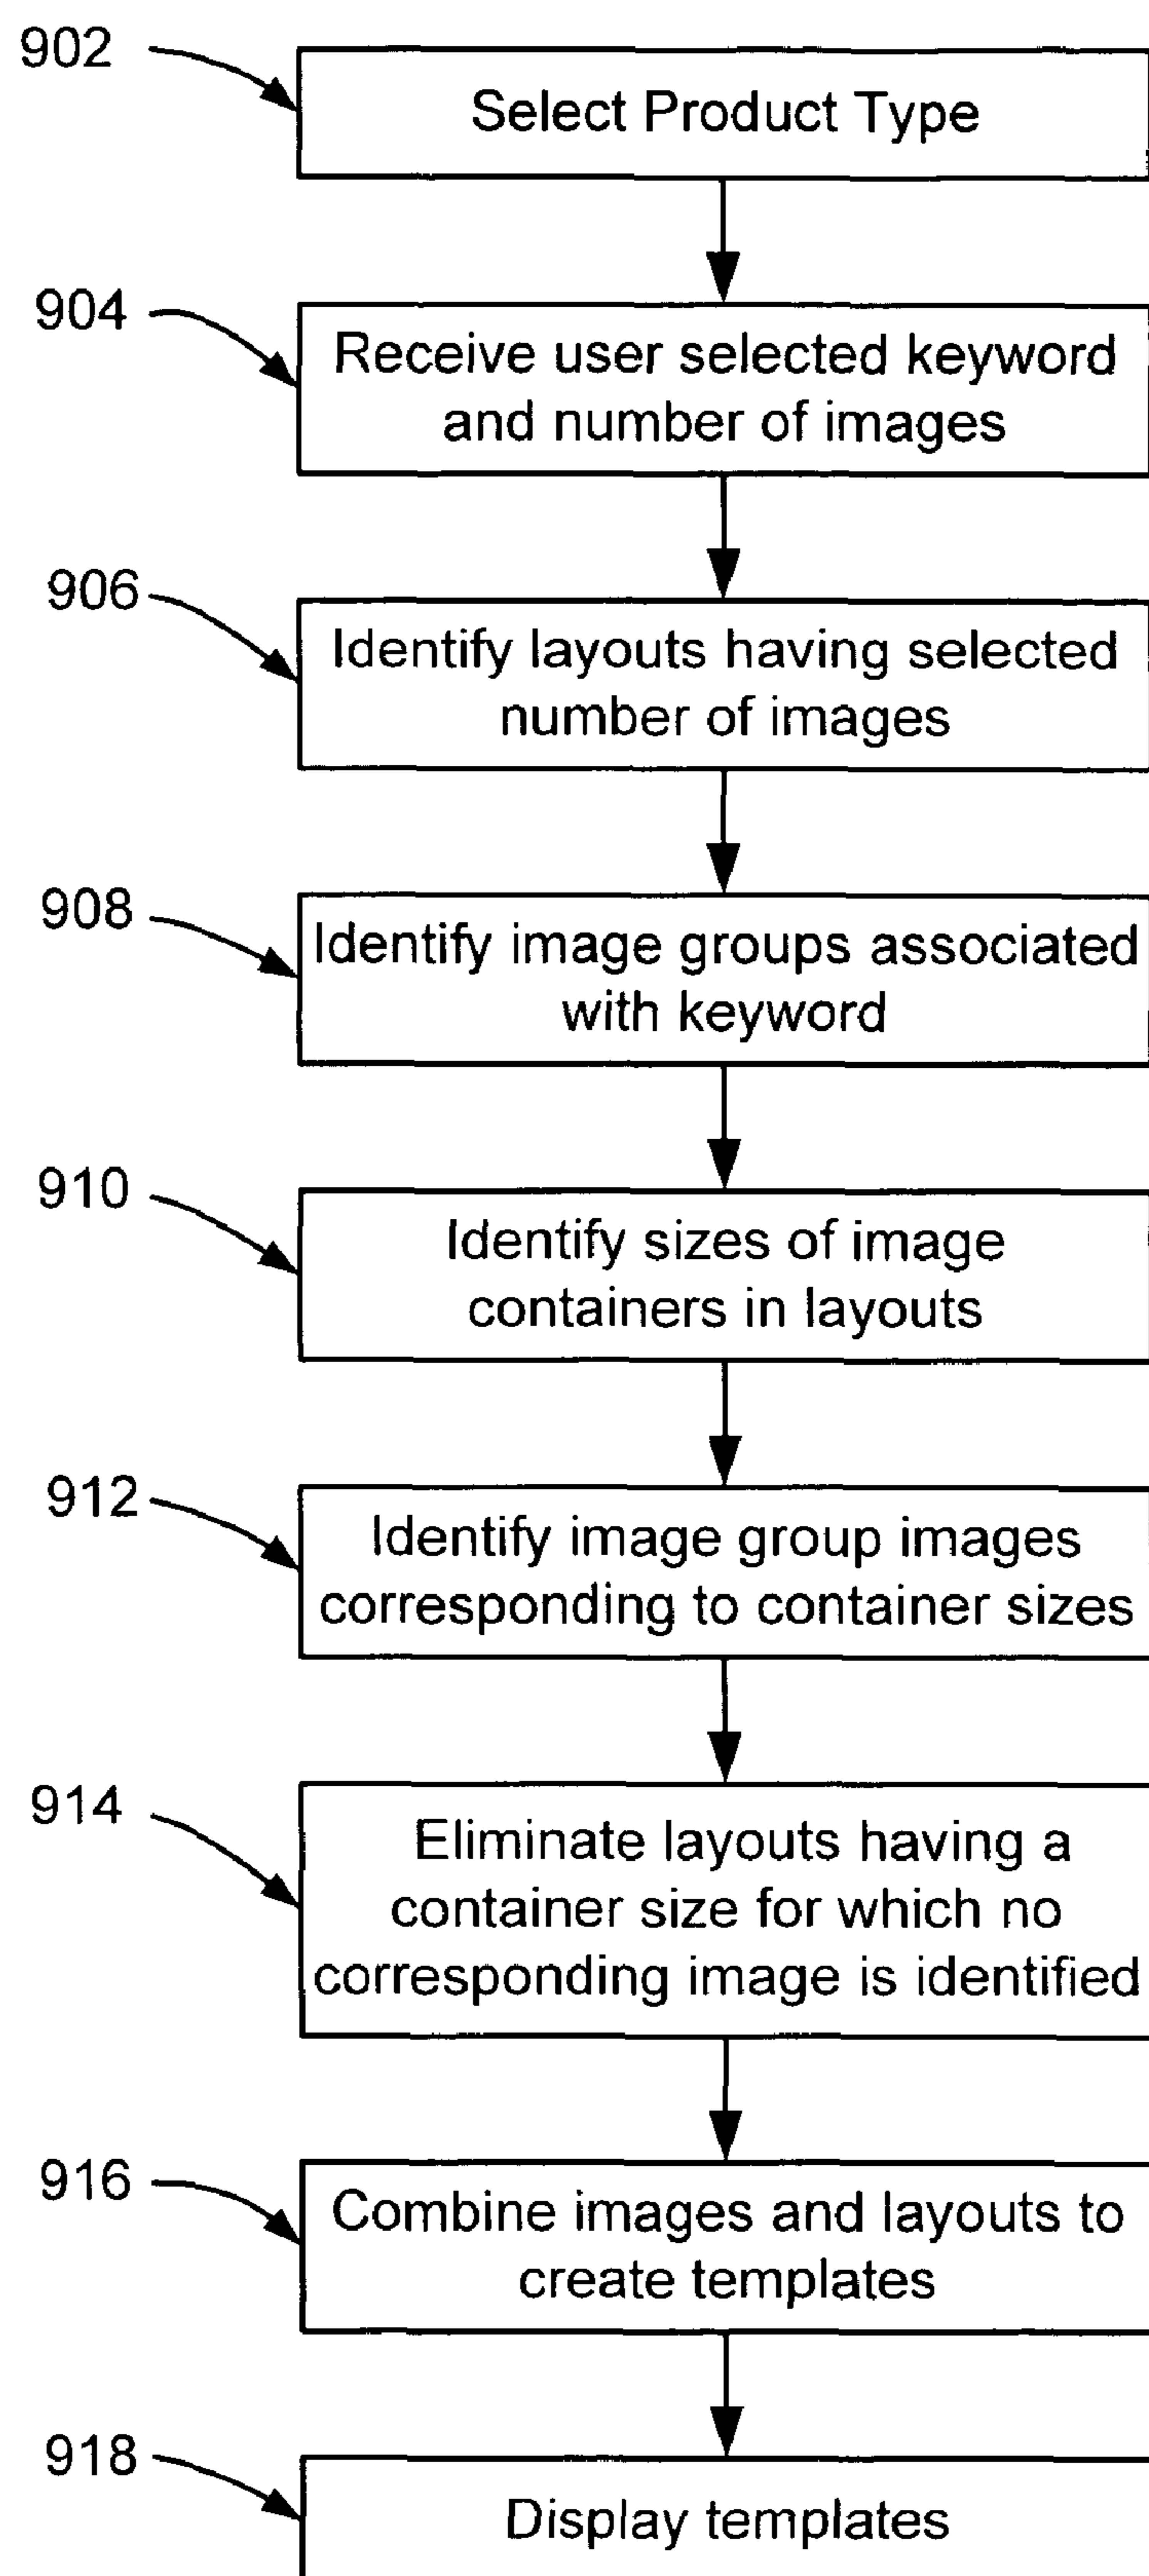 902
Select Product Type
904
Receive user selected keyword
and number of images
906
Identify layouts having selected
number of images
908
Identify image groups associated
with keyword
910
Identify sizes of image
containers in layouts
912
Identify image group images
corresponding to container sizes
914
Eliminate layouts having a
container size for which no
corresponding image is identified
916
Combine images and layouts to
create templates
918
Display templates